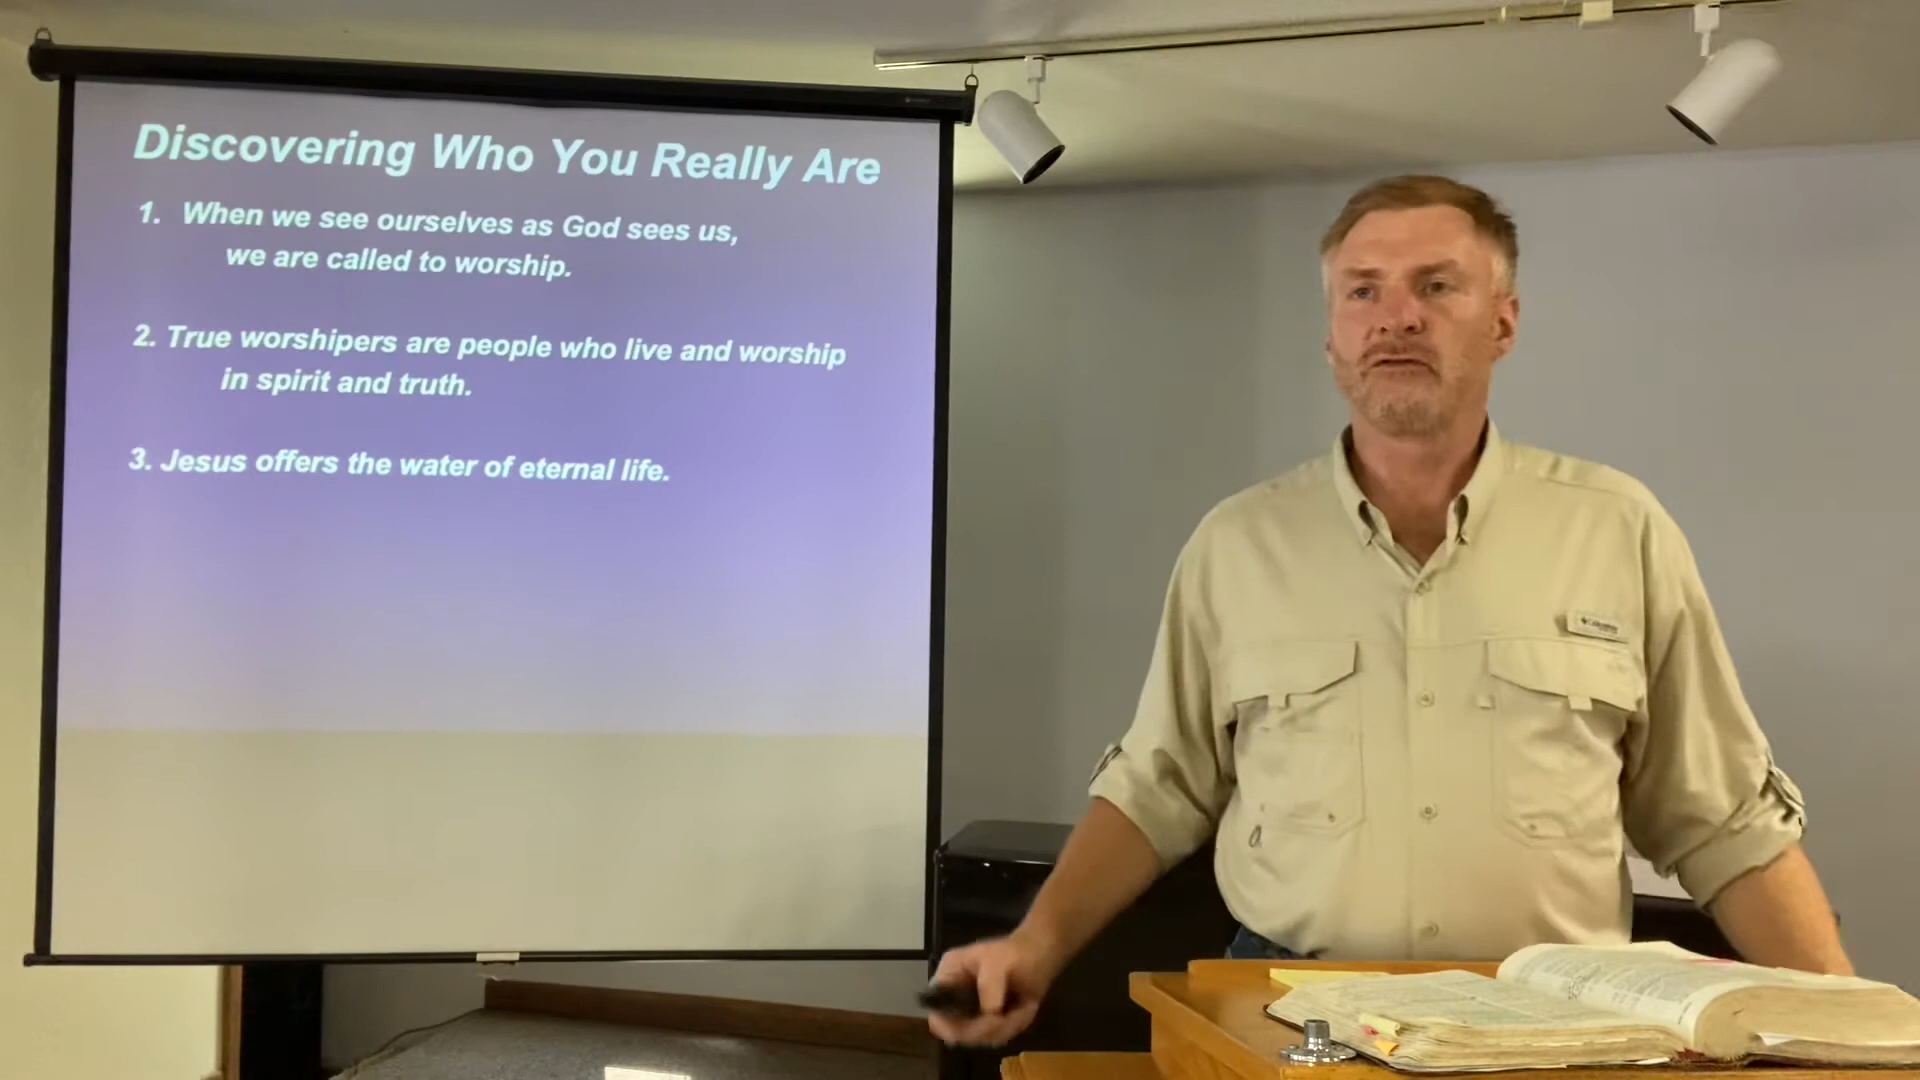 Discovering Who You Really Are
1. When we see ourselves as God sees us,
we are called to worship.
2. True worshipers are people who live and worship
in spirit and truth.
3. Jesus offers the water of eternal life.
Columbia